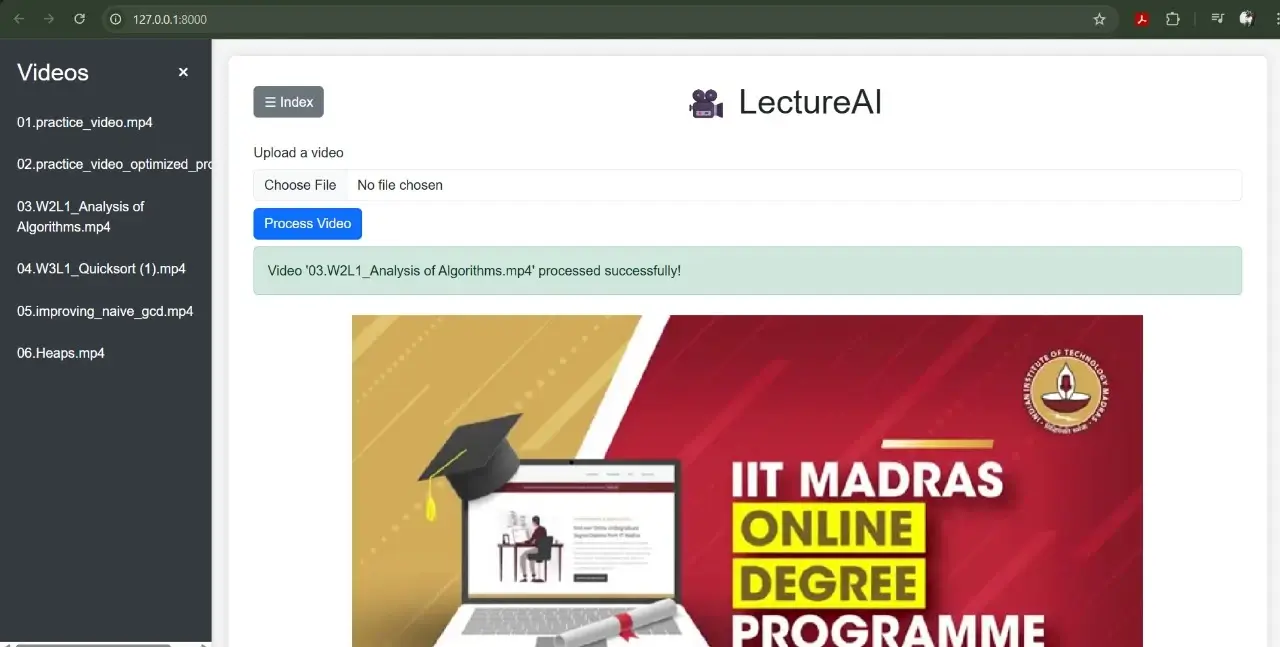 127.0.0.1:8000
Videos ×
01.practice_video.mp4
02.practice_video_optimized_pro
03.W2L1_Analysis of
Algorithms.mp4
04.W3L1_Quicksort (1).mp4
05.improving_naive_gcd.mp4
06.Heaps.mp4
☰ Index
LectureAI
Upload a video
Choose File No file chosen
Process Video
Video '03.W2L1_Analysis of Algorithms.mp4' processed successfully!
INDIAN INSTITUTE OF TECHNOLOGY MADRAS
IIT MADRAS
ONLINE
DEGREE
PROGRAMME